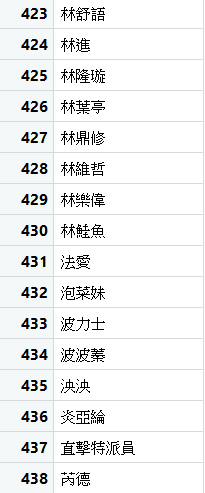 423 林舒語
424 林進
425 林隆璇
426 林葉亭
427 林鼎修
428 林維哲
429 林樂偉
430 林鮭魚
431 法愛
432 泡菜妹
433 波力士
434 波波蓁
435 泱泱
436 炎亞綸
437 直擊特派員
438 芮德